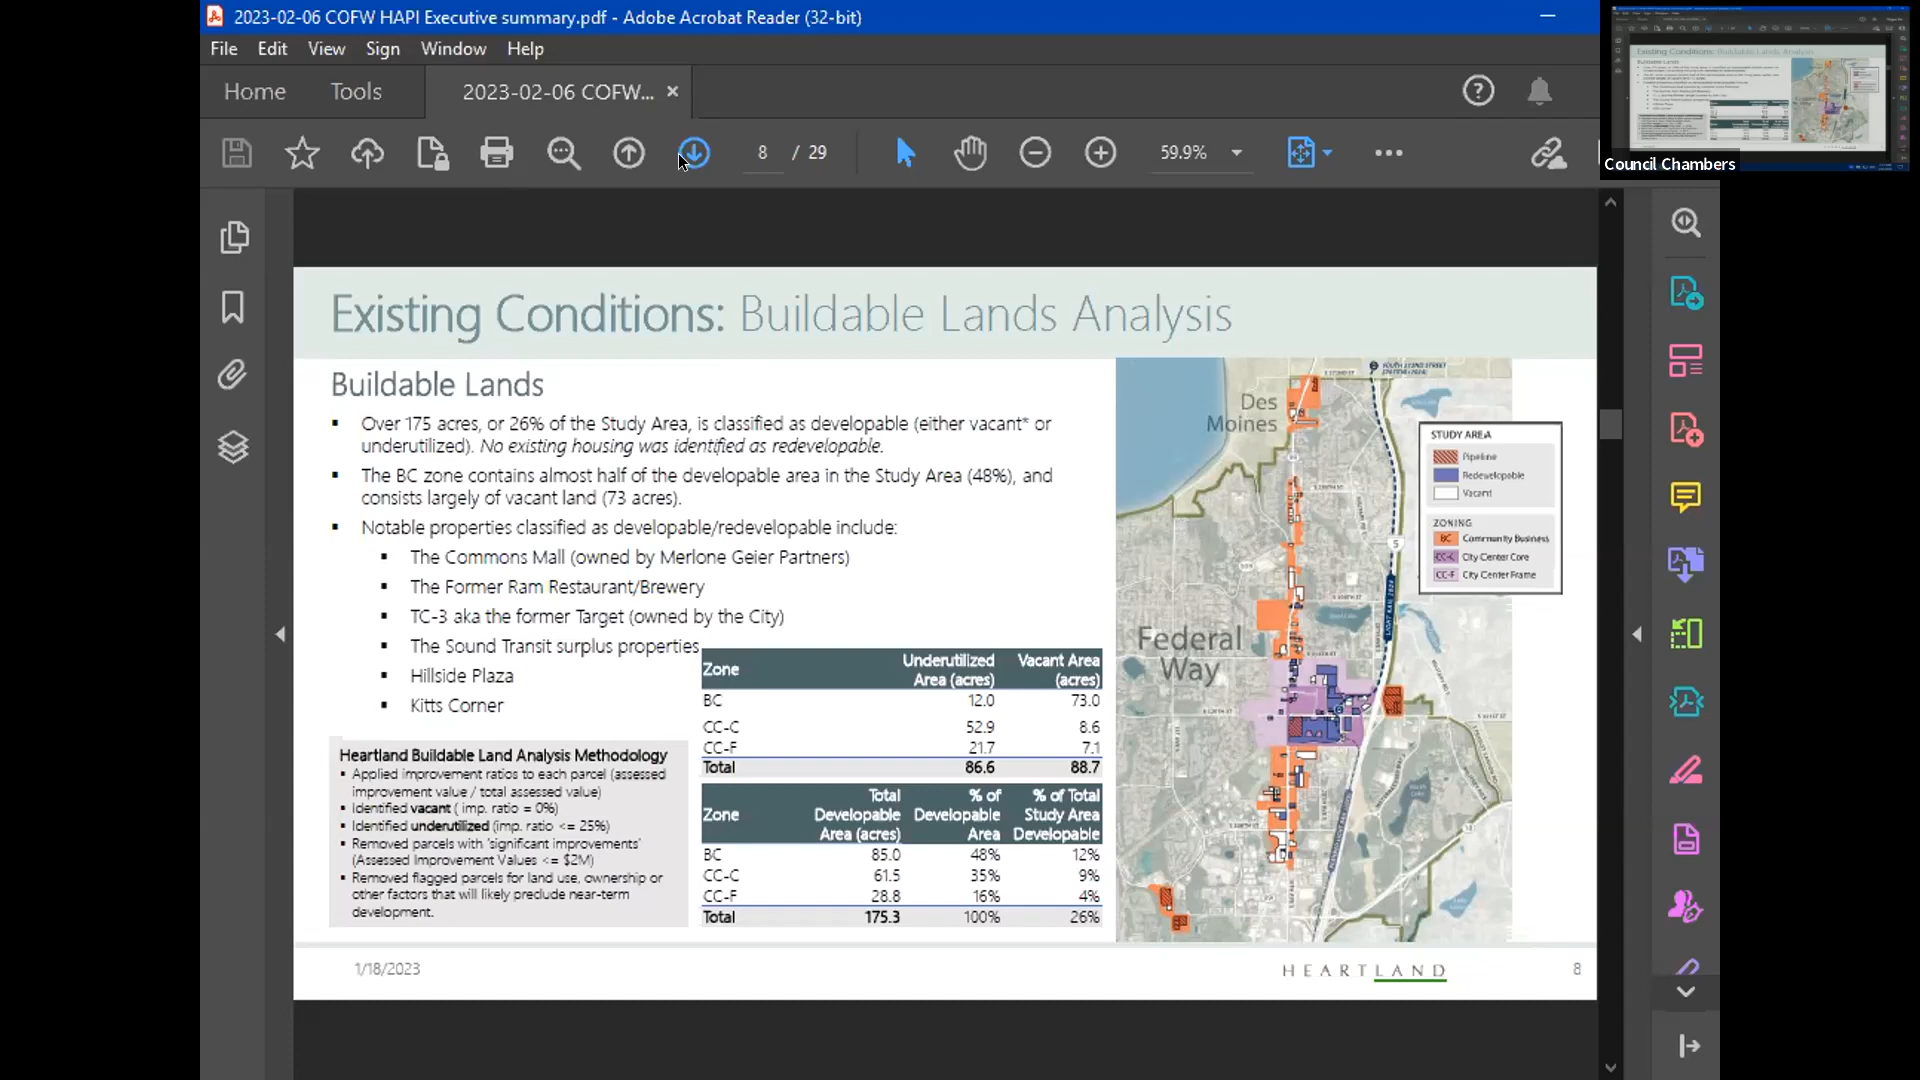 2023-02-06 COFW HAPI Executive summary.pdf - Adobe Acrobat Reader (32-bit)
File Edit View Sign Window Help
Home Tools 2023-02-06 COFW... ×
8 / 29 59.9%
Council Chambers
Existing Conditions: Buildable Lands Analysis
Buildable Lands
▪ Over 175 acres, or 26% of the Study Area, is classified as developable (either vacant* or
underutilized). No existing housing was identified as redevelopable.
▪ The BC zone contains almost half of the developable area in the Study Area (48%), and
consists largely of vacant land (73 acres).
▪ Notable properties classified as developable/redevelopable include:
▪ The Commons Mall (owned by Merlone Geier Partners)
▪ The Former Ram Restaurant/Brewery
▪ TC-3 aka the former Target (owned by the City)
▪ The Sound Transit surplus properties
▪ Hillside Plaza
▪ Kitts Corner
Heartland Buildable Land Analysis Methodology
▪ Applied improvement ratios to each parcel (assessed
improvement value / total assessed value)
▪ Identified vacant ( imp. ratio = 0%)
▪ Identified underutilized (imp. ratio <= 25%)
▪ Removed parcels with 'significant improvements'
(Assessed Improvement Values <= $2M)
▪ Removed flagged parcels for land use, ownership or
other factors that will likely preclude near-term
development.
Zone Underutilized Area (acres) Vacant Area (acres)
BC 12.0 73.0
CC-C 52.9 8.6
CC-F 21.7 7.1
Total 86.6 88.7
Zone Total Developable Area (acres) % of Developable Area % of Total Study Area Developable
BC 85.0 48% 12%
CC-C 61.5 35% 9%
CC-F 28.8 16% 4%
Total 175.3 100% 26%
Des
Moines
Federal
Way
5
STUDY AREA
Pipeline
Redevelopable
Vacant
ZONING
BC Community Business
CC-C City Center Core
CC-F City Center Frame
1/18/2023
HEARTLAND
8